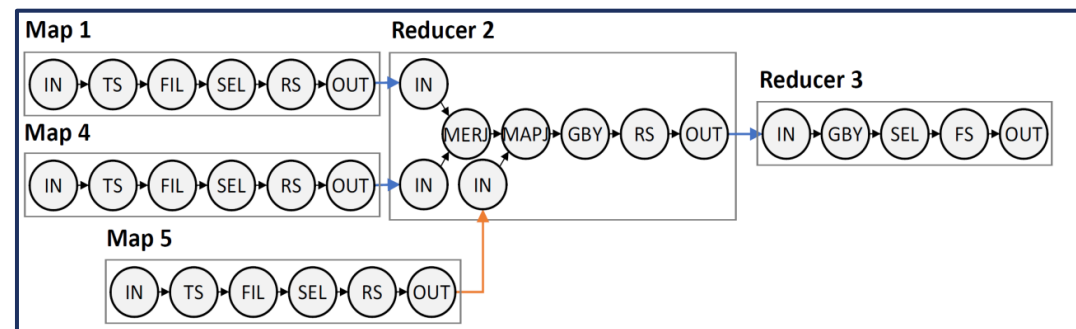 Map 1
IN TS FIL SEL RS OUT
Reducer 2
IN
MERJ MAPJ GBY RS OUT
IN IN
Reducer 3
IN GBY SEL FS OUT
Map 4
IN TS FIL SEL RS OUT
Map 5
IN TS FIL SEL RS OUT